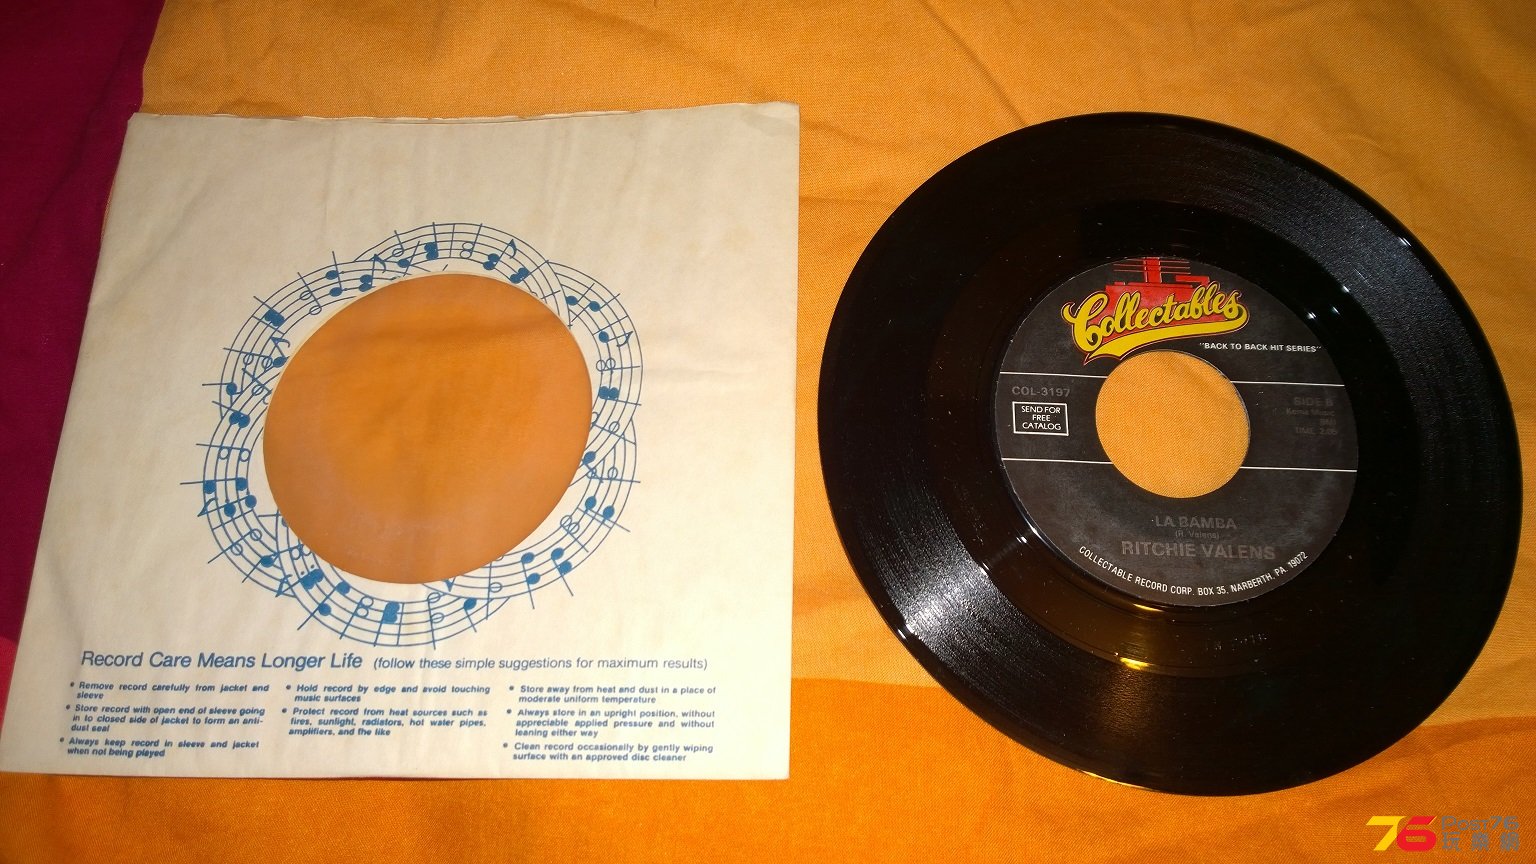 Record Care Means Longer Life (follow these simple suggestions for maximum results)
• Remove record carefully from jacket and
sleeve
• Store record with open end of sleeve going
in to closed side of jacket to form an anti-
dust seal
• Always keep record in sleeve and jacket
when not being played
• Hold record by edge and avoid touching
music surfaces
• Protect record from heat sources such as
fires, sunlight, radiators, hot water pipes,
amplifiers, and the like
• Store away from heat and dust in a place of
moderate uniform temperature
• Always store in an upright position, without
appreciable applied pressure and without
leaning either way
• Clean record occasionally by gently wiping
surface with an approved disc cleaner
Collectables
"BACK TO BACK HIT SERIES"
COL-3197
SEND FOR
FREE
CATALOG
SIDE B
Kema Music
BMI
LA BAMBA
(R. Valens)
RITCHIE VALENS
COLLECTABLE RECORD CORP. BOX 35, NARBERTH, PA. 19072
76 Post76